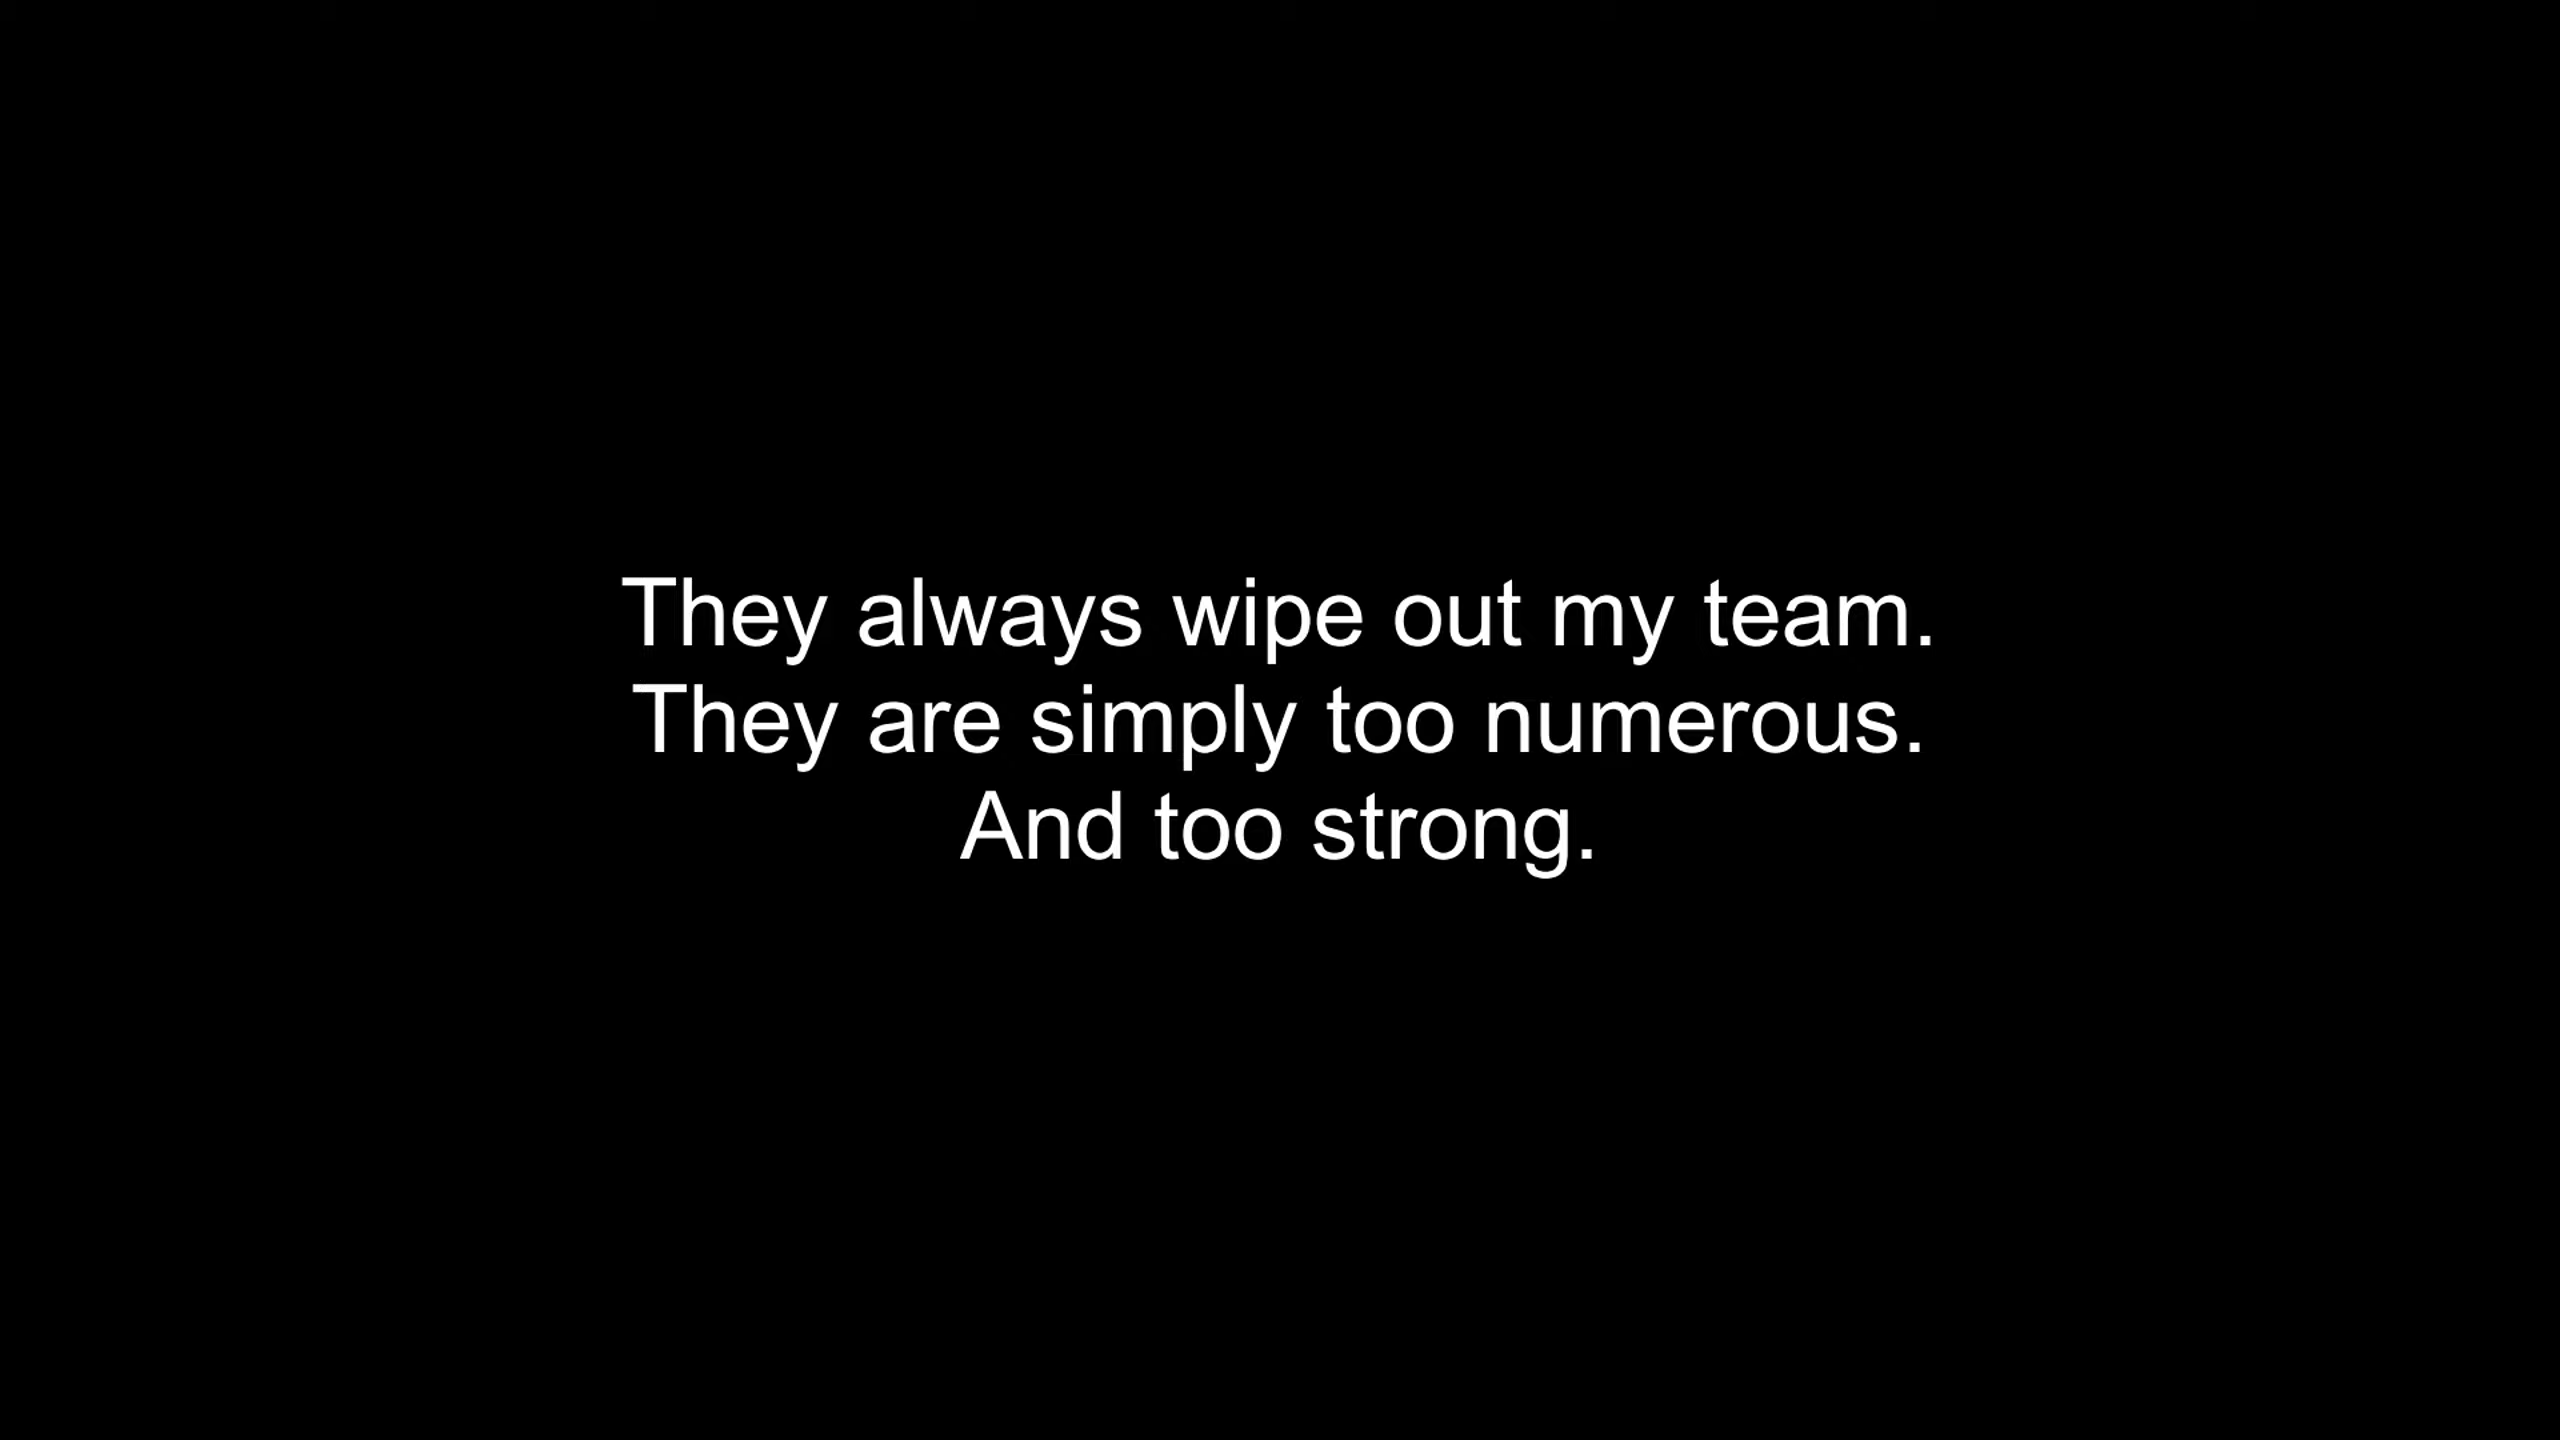 They always wipe out my team.
They are simply too numerous.
And too strong.